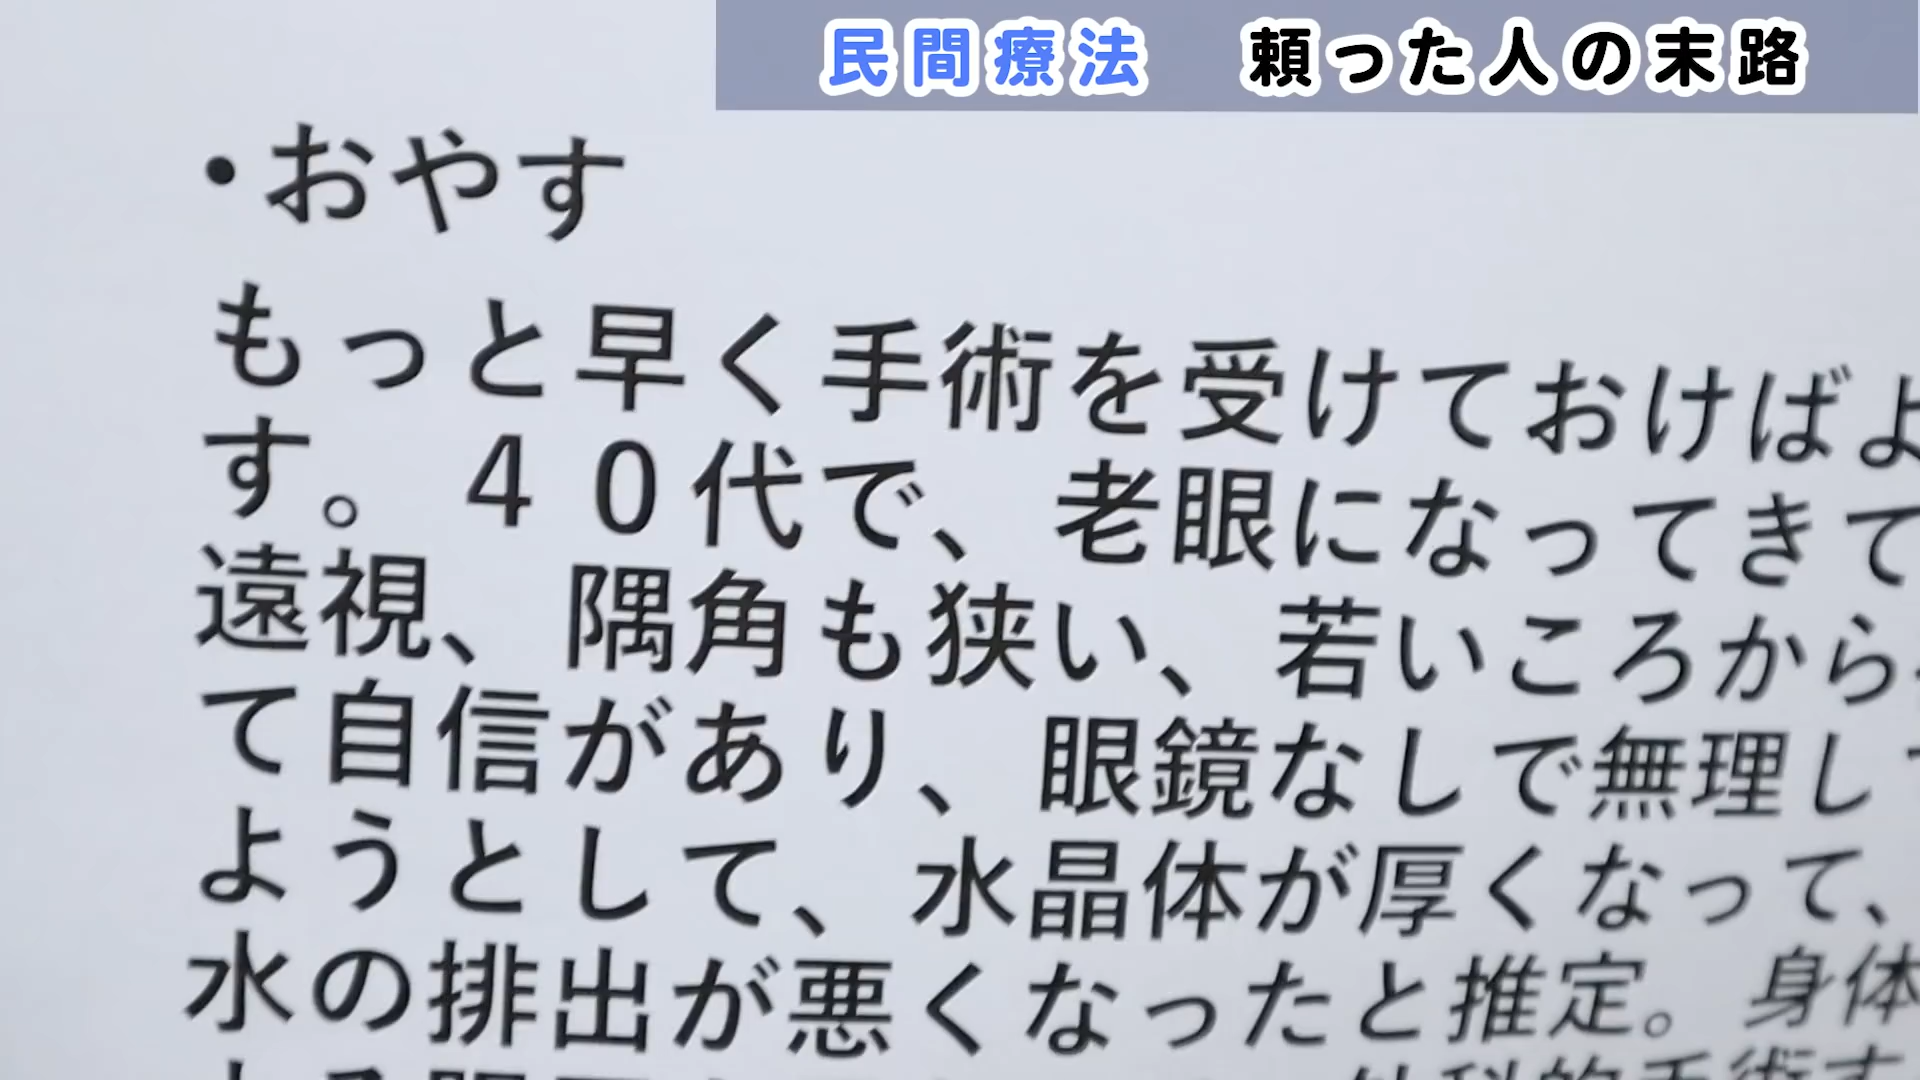 民間療法 頼った人の末路
・おやす
もっと早く手術を受けておけばよ
す。40代で、老眼になってきて
遠視、隅角も狭い、若いころから
て自信があり、眼鏡なしで無理して
ようとして、水晶体が厚くなって、
水の排出が悪くなったと推定。身体